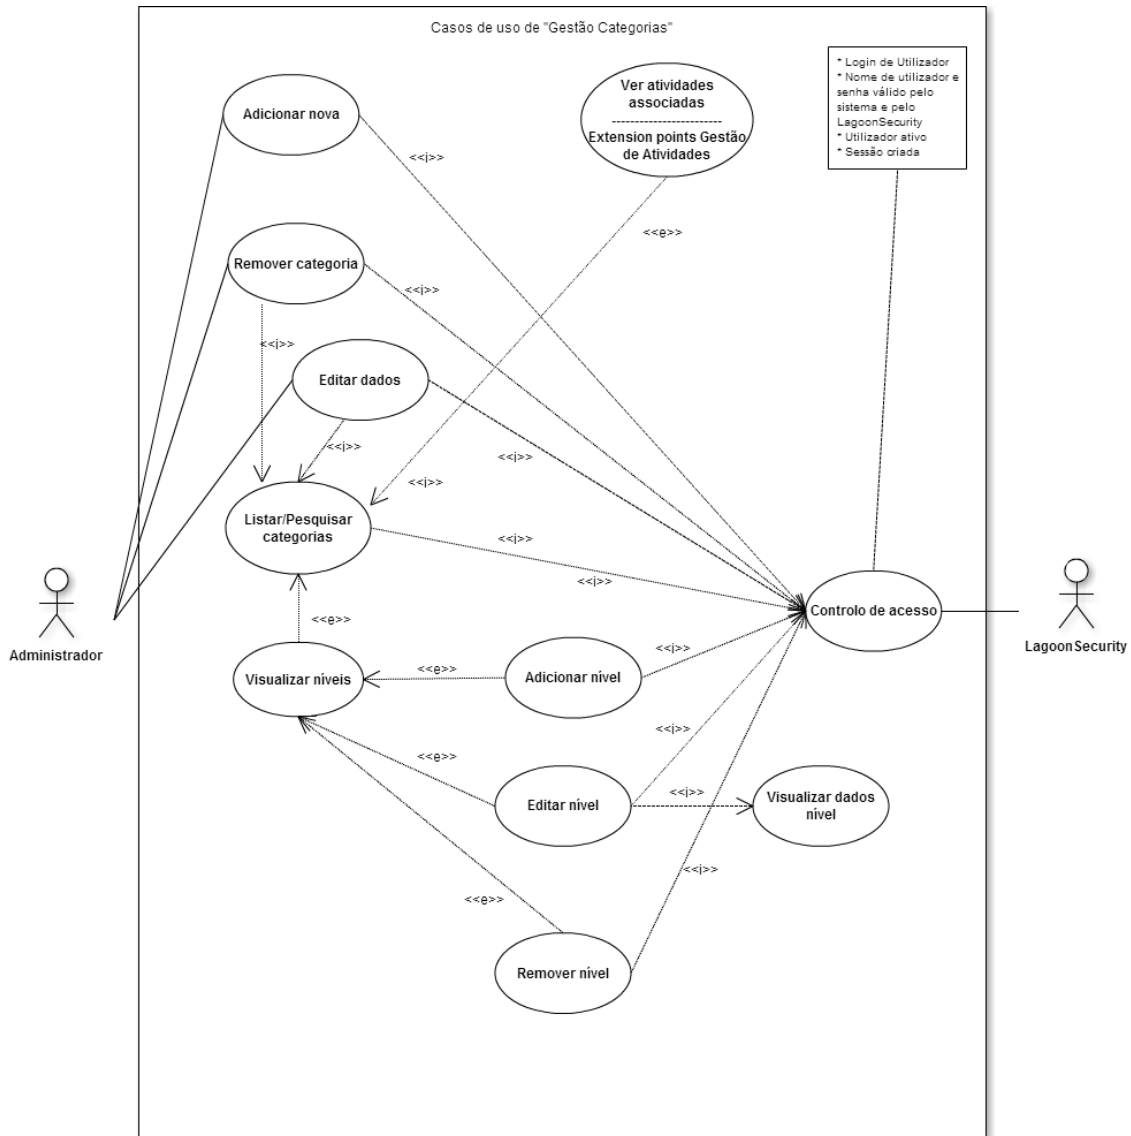 Casos de uso de "Gestão Categorias"
* Login de Utilizador
* Nome de utilizador e
senha válido pelo
sistema e pelo
LagoonSecurity
* Utilizador ativo
* Sessão criada
Ver atividades
associadas
--------------------------
Extension points Gestão
de Atividades
Adicionar nova
<<i>>
<<e>>
Remover categoria
<<i>>
<<i>>
Editar dados
<<i>>
<<i>>
<<i>>
Listar/Pesquisar
categorias
<<i>>
<<i>>
Controlo de acesso
Administrador
LagoonSecurity
<<e>>
Visualizar níveis
<<e>>
Adicionar nível
<<i>>
<<i>>
<<e>>
Editar nível
<<i>>
Visualizar dados
nível
<<i>>
<<e>>
Remover nível